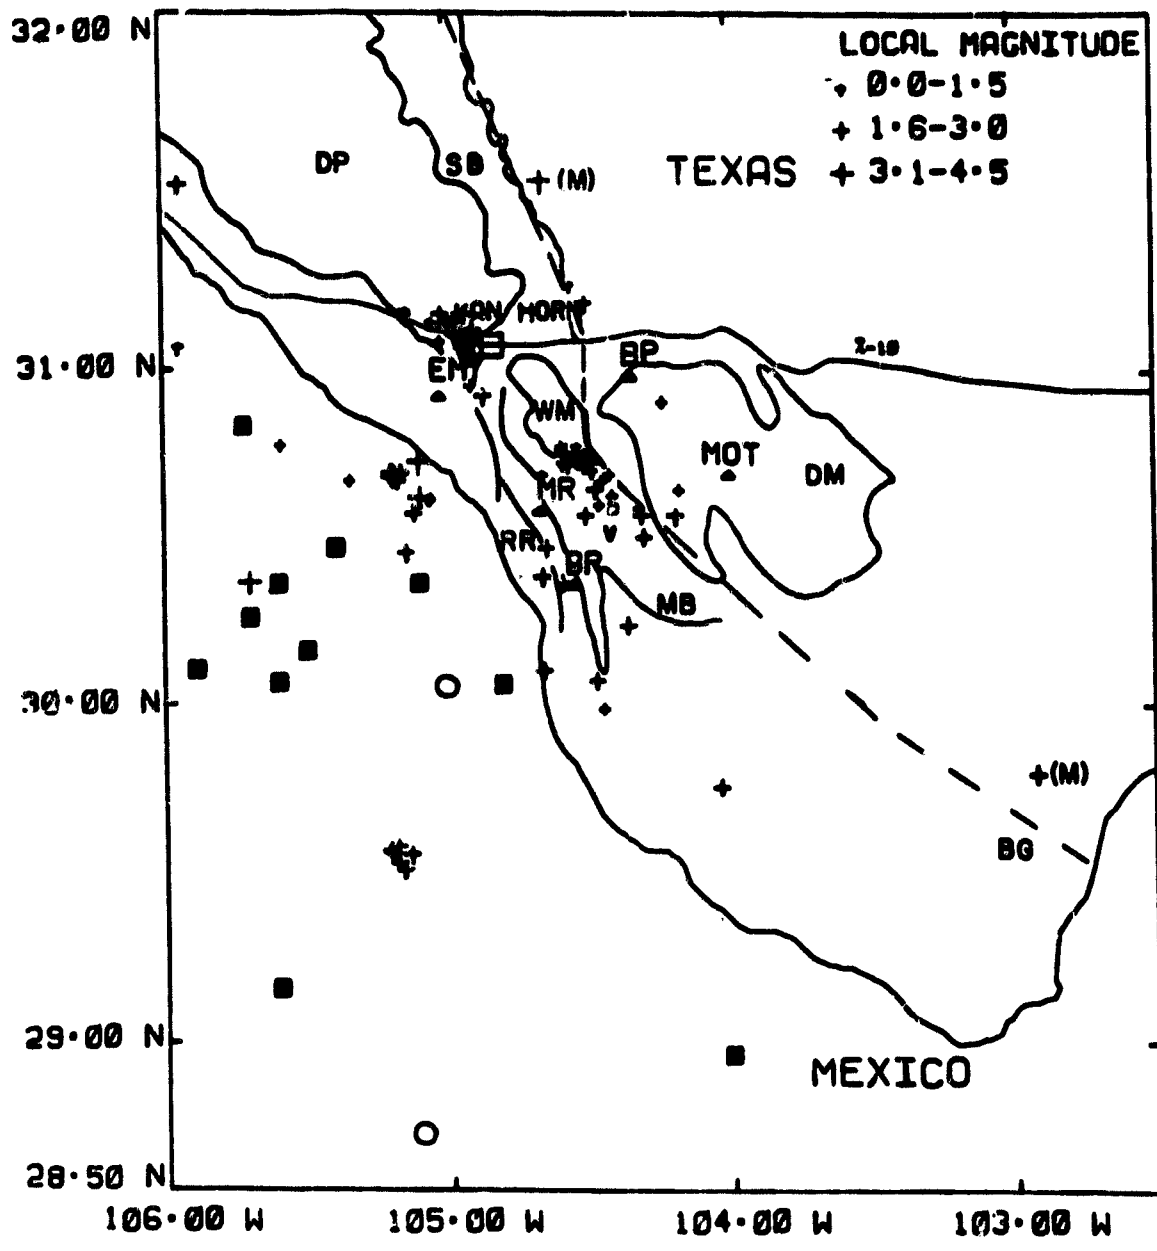 32·00 N
LOCAL MAGNITUDE
0·0-1·5
1·6-3·0
TEXAS + 3·1-4·5
DP
SB
(M)
HORN
I-10
31·00 N
EM
BP
WM
MOT
DM
MR
V
RR
BR
MB
30·00 N
(M)
BG
29·00 N
MEXICO
28·50 N
106·00 W
105·00 W
104·00 W
103·00 W